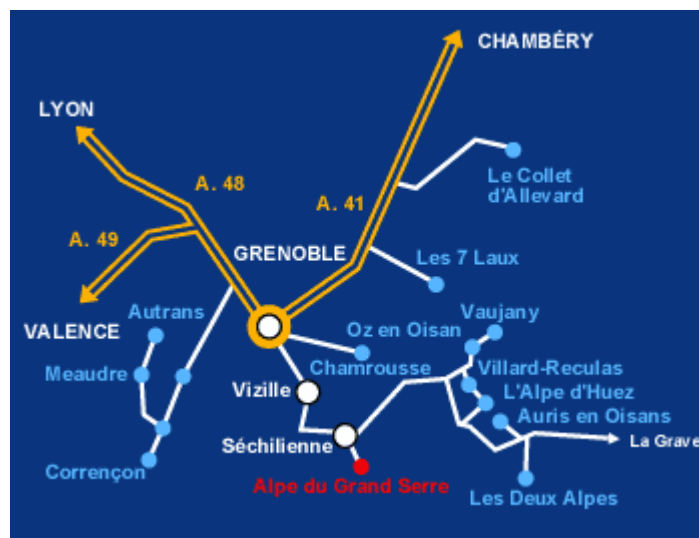 CHAMBÉRY
LYON
Le Collet
d'Allevard
A. 48
A. 41
A. 49
GRENOBLE
Les 7 Laux
VALENCE
Autrans
Oz en Oisan
Vaujany
Meaudre
Chamrousse
Villard-Reculas
Vizille
L'Alpe d'Huez
Auris en Oisans
Séchilienne
La Grave
Corrençon
Alpe du Grand Serre
Les Deux Alpes